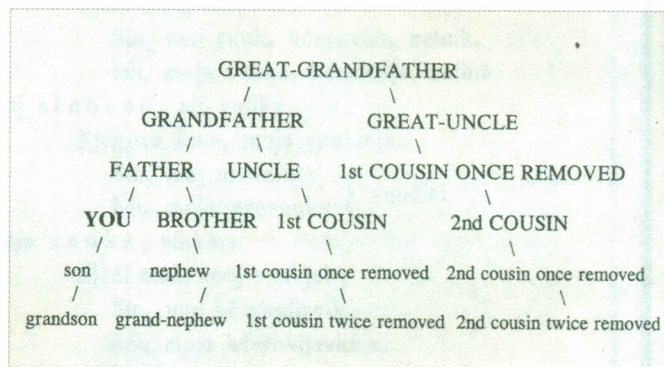 GREAT-GRANDFATHER
GRANDFATHER GREAT-UNCLE
FATHER UNCLE 1st COUSIN ONCE REMOVED
YOU BROTHER 1st COUSIN 2nd COUSIN
son nephew 1st cousin once removed 2nd cousin once removed
grandson grand-nephew 1st cousin twice removed 2nd cousin twice removed